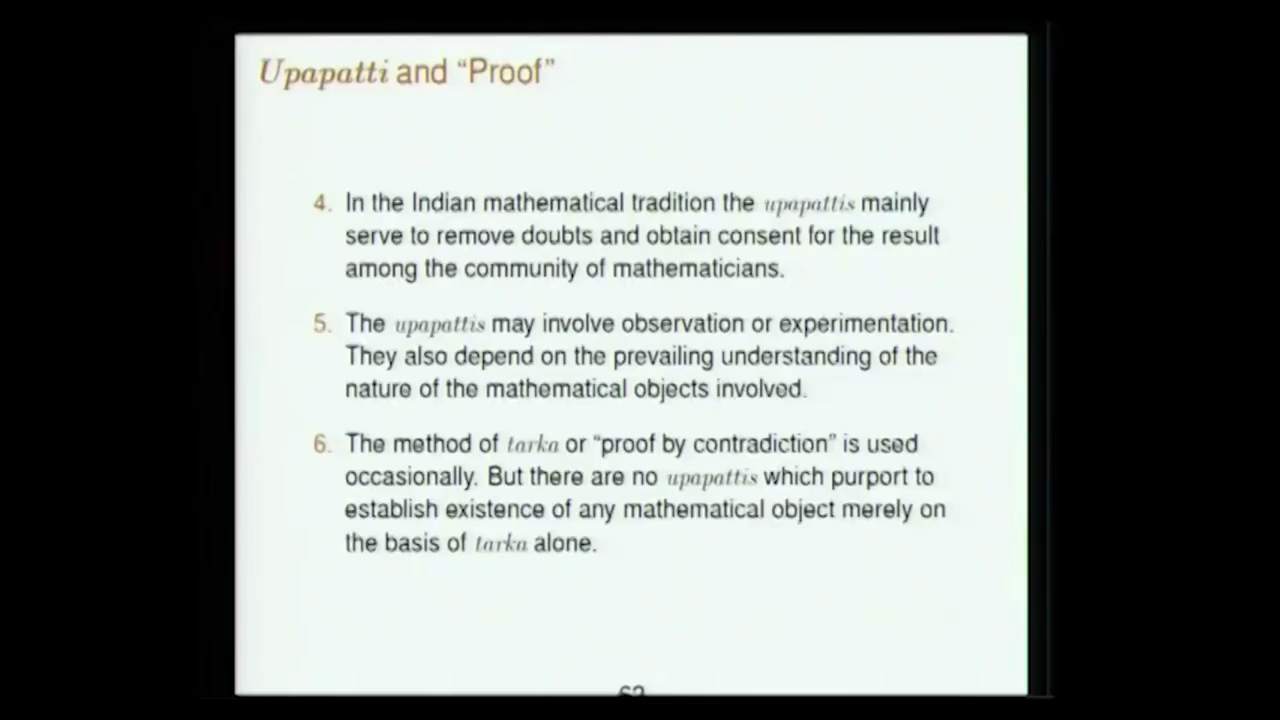 Upapatti and “Proof”
4. In the Indian mathematical tradition the upapattis mainly
serve to remove doubts and obtain consent for the result
among the community of mathematicians.
5. The upapattis may involve observation or experimentation.
They also depend on the prevailing understanding of the
nature of the mathematical objects involved.
6. The method of tarka or “proof by contradiction” is used
occasionally. But there are no upapattis which purport to
establish existence of any mathematical object merely on
the basis of tarka alone.